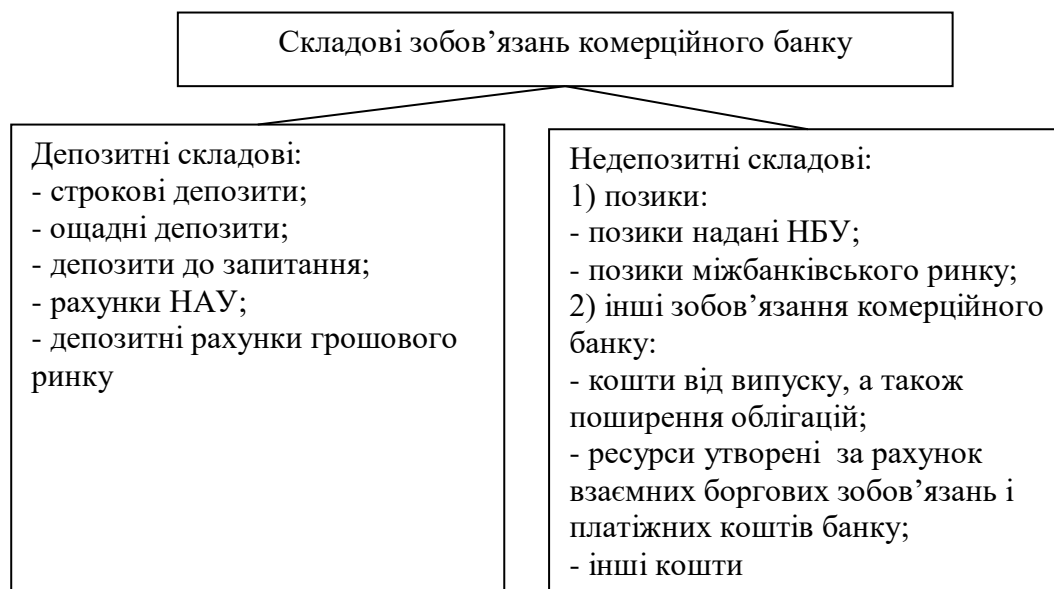 Складові зобов’язань комерційного банку
Депозитні складові:
- строкові депозити;
- ощадні депозити;
- депозити до запитання;
- рахунки НАУ;
- депозитні рахунки грошового
ринку
Недепозитні складові:
1) позики:
- позики надані НБУ;
- позики міжбанківського ринку;
2) інші зобов’язання комерційного
банку:
- кошти від випуску, а також
поширення облігацій;
- ресурси утворені  за рахунок
взаємних боргових зобов’язань і
платіжних коштів банку;
- інші кошти